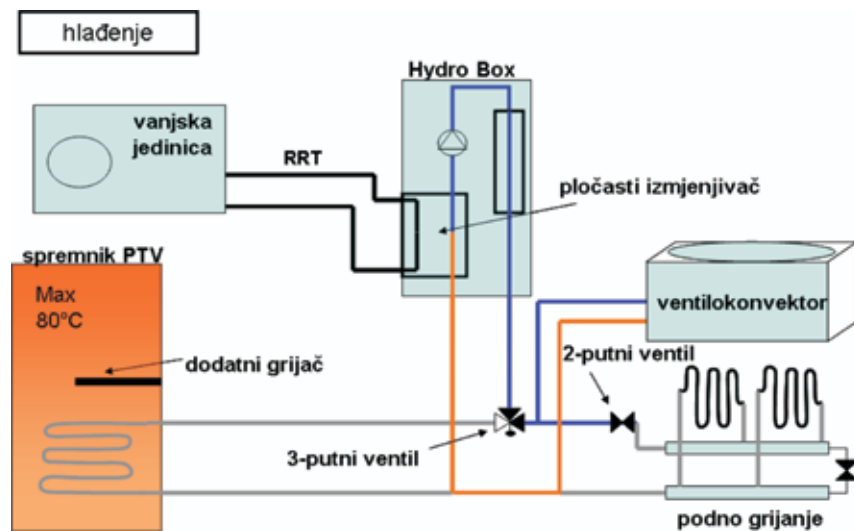 hlađenje
Hydro Box
vanjska
jedinica
RRT
pločasti izmjenjivač
spremnik PTV
Max
80°C
ventilokonvektor
dodatni grijač
2-putni ventil
3-putni ventil
podno grijanje